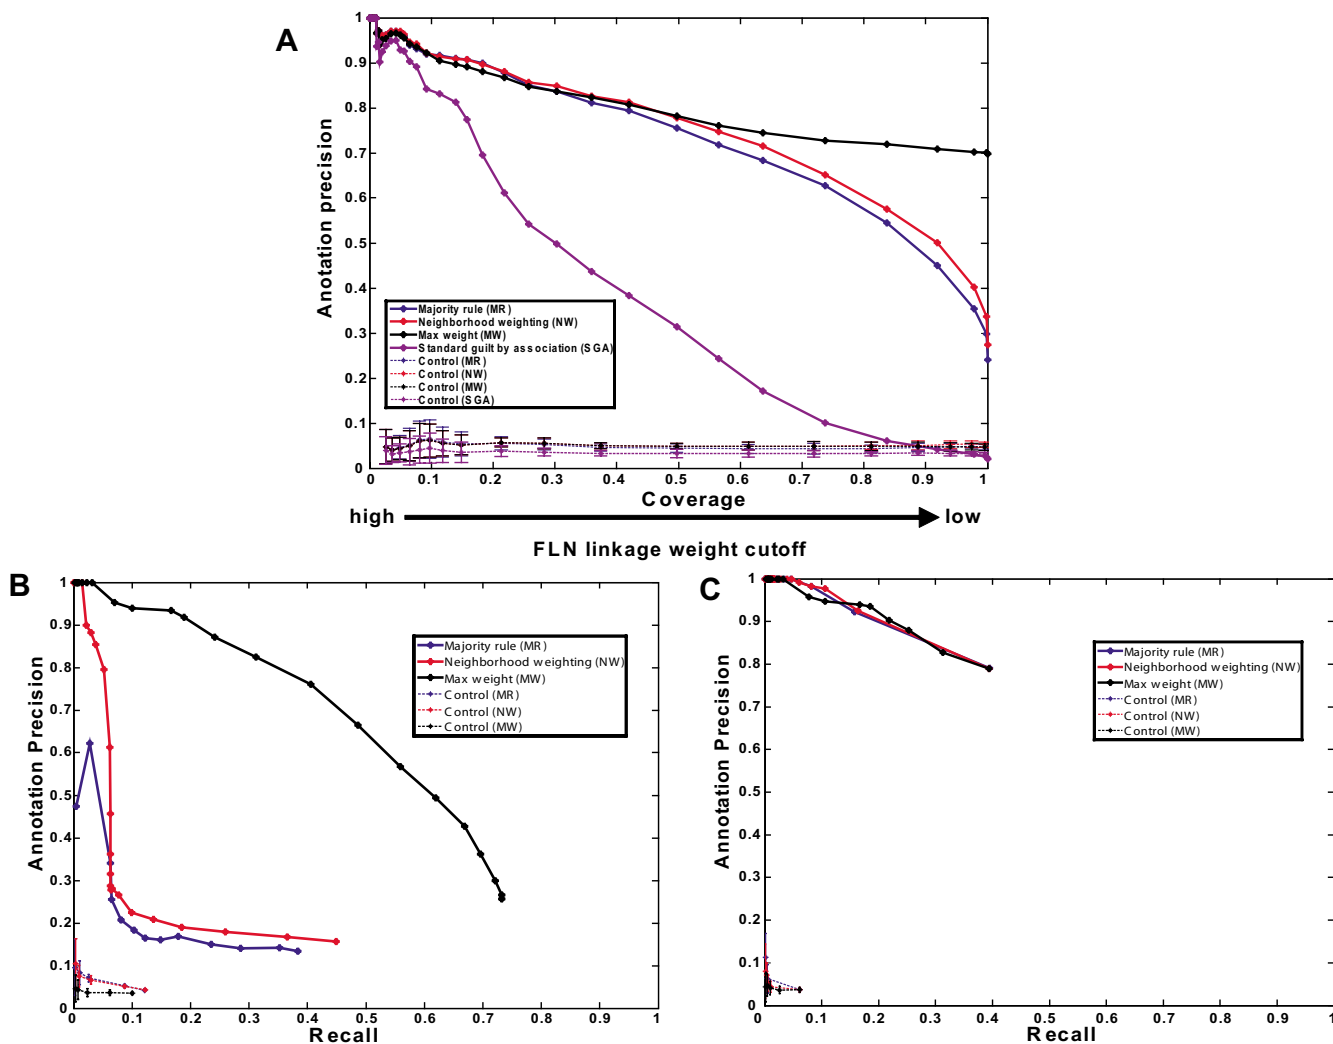 A
1
0.9
0.8
0.7
0.6
0.5
0.4
0.3
0.2
0.1
0
Anotation precision
Majority rule (MR)
Neighborhood weighting (NW)
Max weight (MW)
Standard guilt by association (SGA)
Control (MR)
Control (NW)
Control (MW)
Control (SGA)
0 0.1 0.2 0.3 0.4 0.5 0.6 0.7 0.8 0.9 1
Coverage
high low
FLN linkage weight cutoff
B
1
0.9
0.8
0.7
0.6
0.5
0.4
0.3
0.2
0.1
0
Annotation Precision
Majority rule (MR)
Neighborhood weighting (NW)
Max weight (MW)
Control (MR)
Control (NW)
Control (MW)
0 0.1 0.2 0.3 0.4 0.5 0.6 0.7 0.8 0.9 1
Recall
C
1
0.9
0.8
0.7
0.6
0.5
0.4
0.3
0.2
0.1
0
Annotation Precision
Majority rule (MR)
Neighborhood weighting (NW)
Max weight (MW)
Control (MR)
Control (NW)
Control (MW)
0 0.1 0.2 0.3 0.4 0.5 0.6 0.7 0.8 0.9 1
Recall